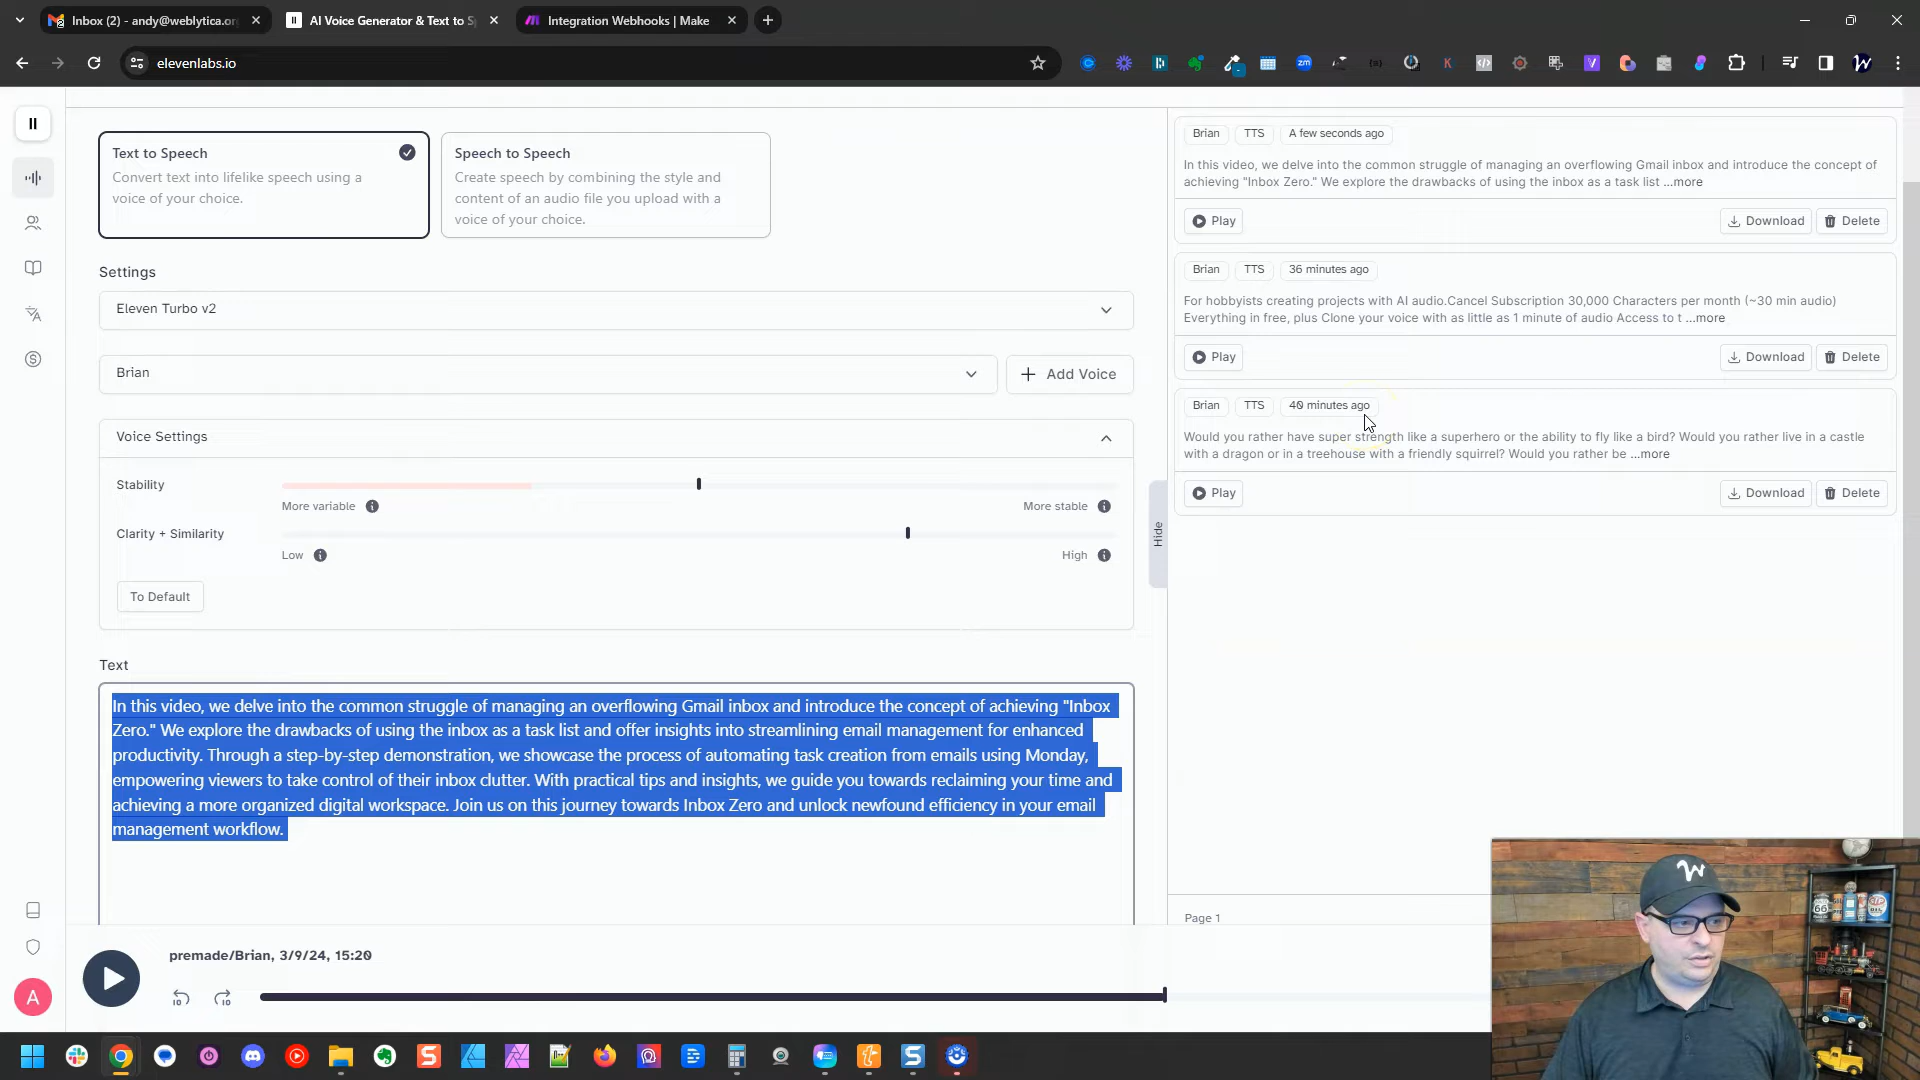 Inbox (2) - andy@weblytica.or
AI Voice Generator & Text to S
Integration Webhooks | Make
elevenlabs.io
Text to Speech
Convert text into lifelike speech using a
voice of your choice.
Speech to Speech
Create speech by combining the style and
content of an audio file you upload with a
voice of your choice.
Settings
Eleven Turbo v2
Brian
Add Voice
Voice Settings
Stability
More variable
More stable
Clarity + Similarity
Low
High
To Default
Text
In this video, we delve into the common struggle of managing an overflowing Gmail inbox and introduce the concept of achieving "Inbox
Zero." We explore the drawbacks of using the inbox as a task list and offer insights into streamlining email management for enhanced
productivity. Through a step-by-step demonstration, we showcase the process of automating task creation from emails using Monday,
empowering viewers to take control of their inbox clutter. With practical tips and insights, we guide you towards reclaiming your time and
achieving a more organized digital workspace. Join us on this journey towards Inbox Zero and unlock newfound efficiency in your email
management workflow.
premade/Brian, 3/9/24, 15:20
10
10
A
Hide
Brian TTS A few seconds ago
In this video, we delve into the common struggle of managing an overflowing Gmail inbox and introduce the concept of
achieving "Inbox Zero." We explore the drawbacks of using the inbox as a task list ...more
Play Download Delete
Brian TTS 36 minutes ago
For hobbyists creating projects with AI audio.Cancel Subscription 30,000 Characters per month (~30 min audio)
Everything in free, plus Clone your voice with as little as 1 minute of audio Access to t ...more
Play Download Delete
Brian TTS 40 minutes ago
Would you rather have super strength like a superhero or the ability to fly like a bird? Would you rather live in a castle
with a dragon or in a treehouse with a friendly squirrel? Would you rather be ...more
Play Download Delete
Page 1